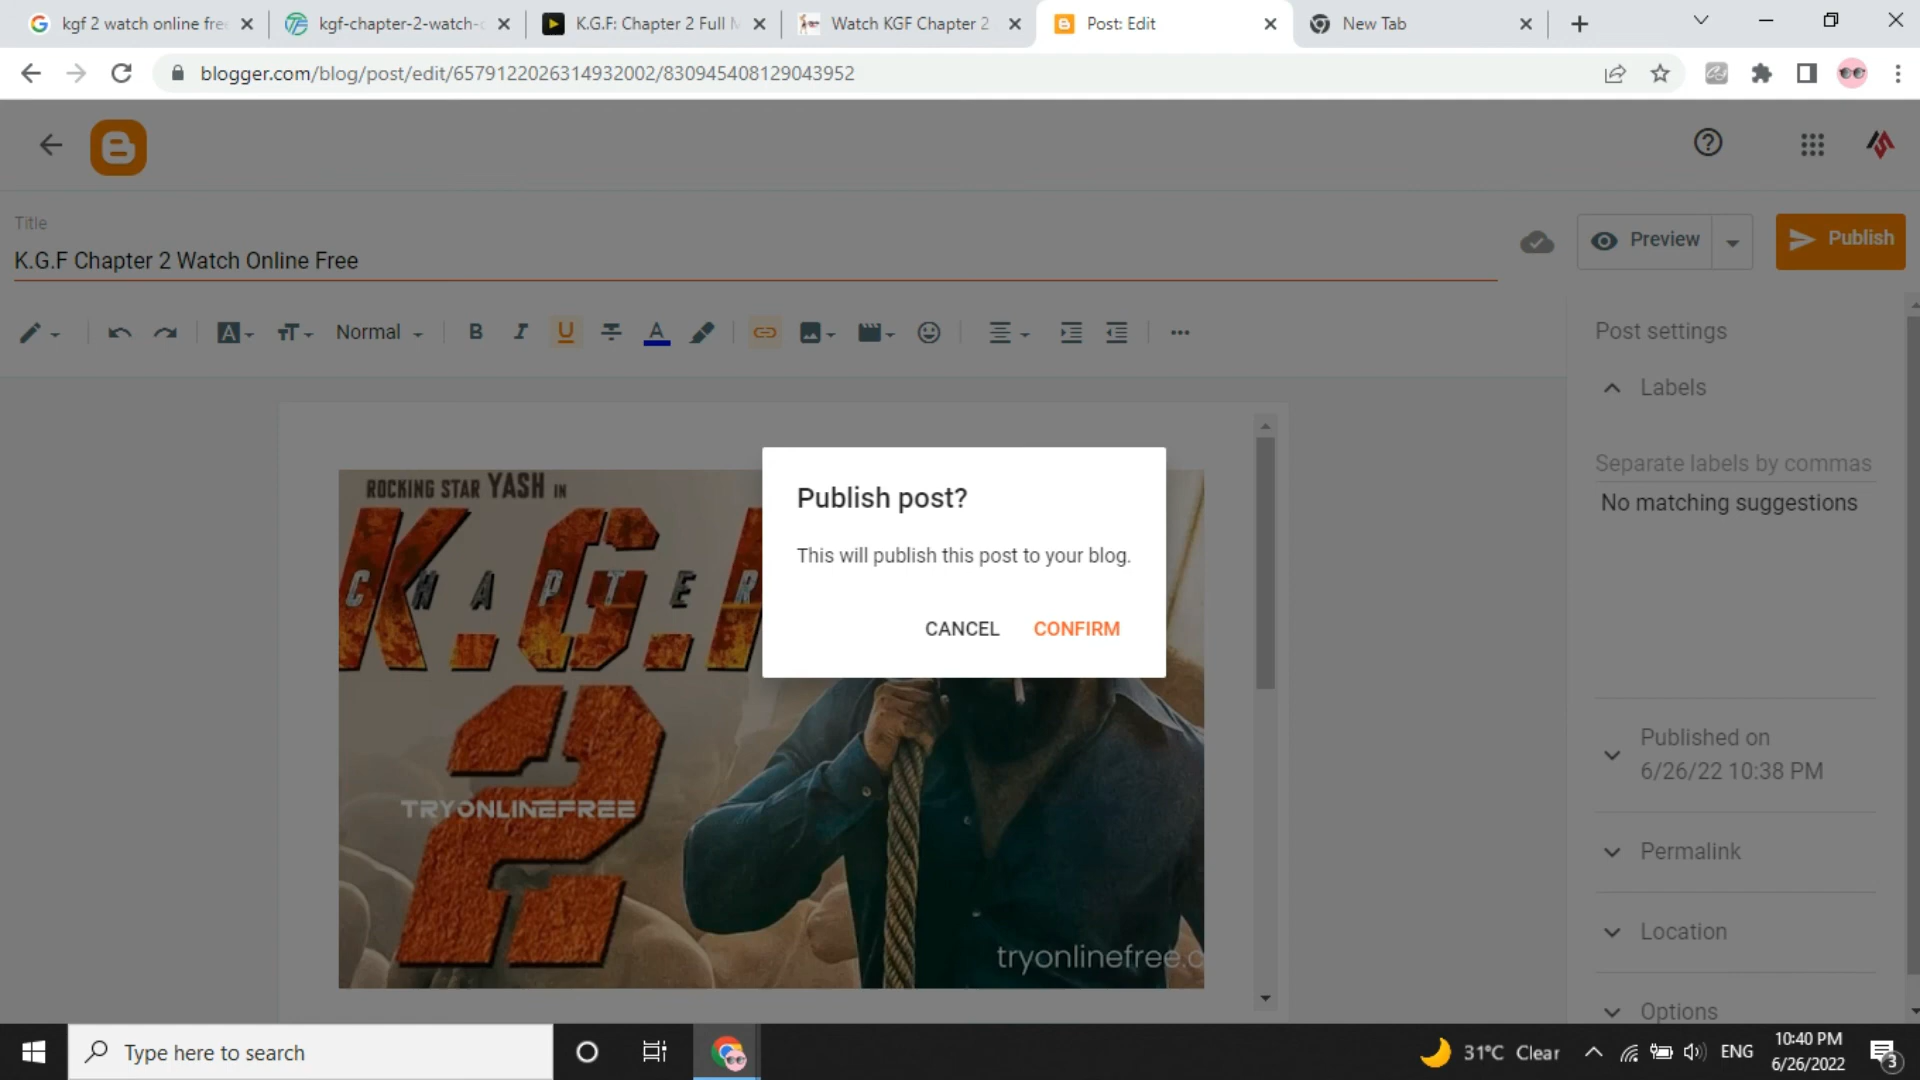 kgf 2 watch online fre
kgf-chapter-2-watch-
K.G.F: Chapter 2 Full
Watch KGF Chapter 2
Post: Edit
New Tab
blogger.com/blog/post/edit/6579122026314932002/830945408129043952
Title
K.G.F Chapter 2 Watch Online Free
Preview
Publish
Normal
Post settings
Labels
Separate labels by commas
No matching suggestions
ROCKING STAR YASH IN
K.G.F
CHAPTER
2
TRYONLINEFREE
tryonlinefree.c
Publish post?
This will publish this post to your blog.
CANCEL
CONFIRM
Published on
6/26/22 10:38 PM
Permalink
Location
Options
Type here to search
31°C Clear
ENG
10:40 PM
6/26/2022
3